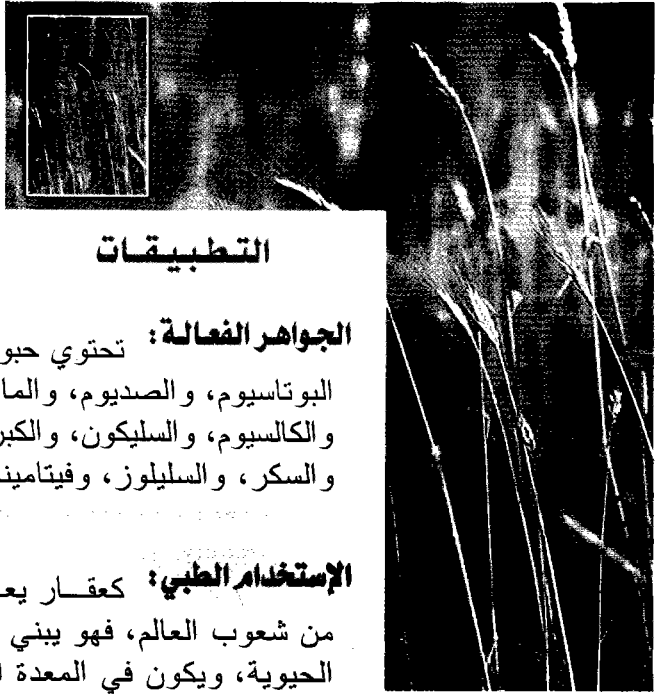 التطبيقات
الجواهر الفعالة: تحتوي
البوتاسيوم، والصديوم،
والكالسيوم، والسليكون،
والسكر، والسليلوز،
الإستخدام الطبي: كعقار
من شعوب العالم، فهو يبني
الحيوية، ويكون في المعدة